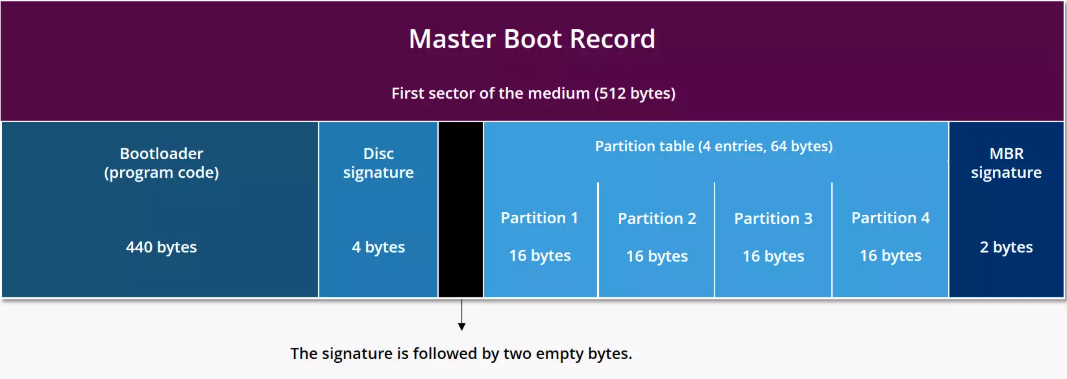 Master Boot Record
First sector of the medium (512 bytes)
Bootloader
(program code)
440 bytes
Disc
signature
4 bytes
Partition table (4 entries, 64 bytes)
Partition 1
16 bytes
Partition 2
16 bytes
Partition 3
16 bytes
Partition 4
16 bytes
MBR
signature
2 bytes
The signature is followed by two empty bytes.